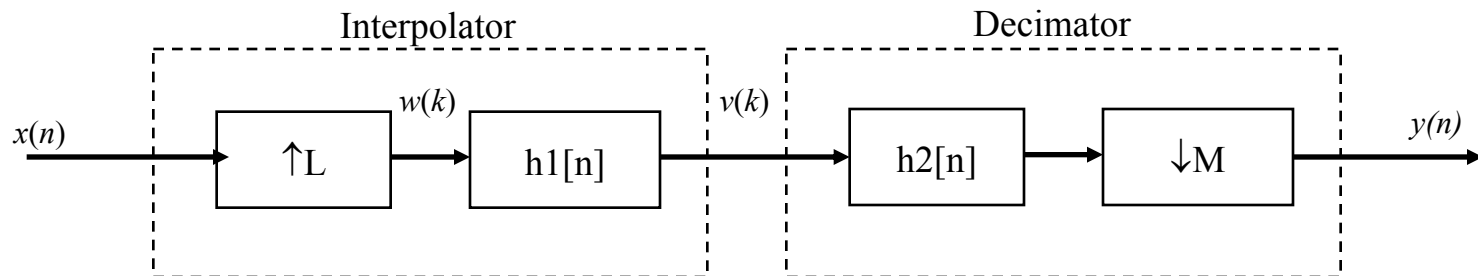 Interpolator
Decimator
x(n)
↑L
w(k)
h1[n]
v(k)
h2[n]
↓M
y(n)